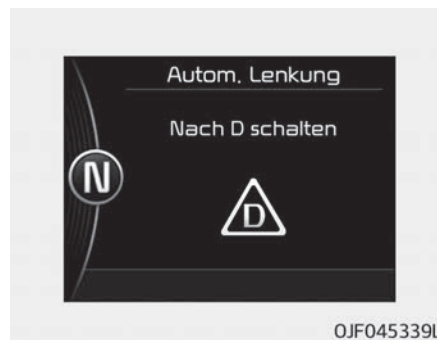 Autom. Lenkung
Nach D schalten
N
D
OJF045339L